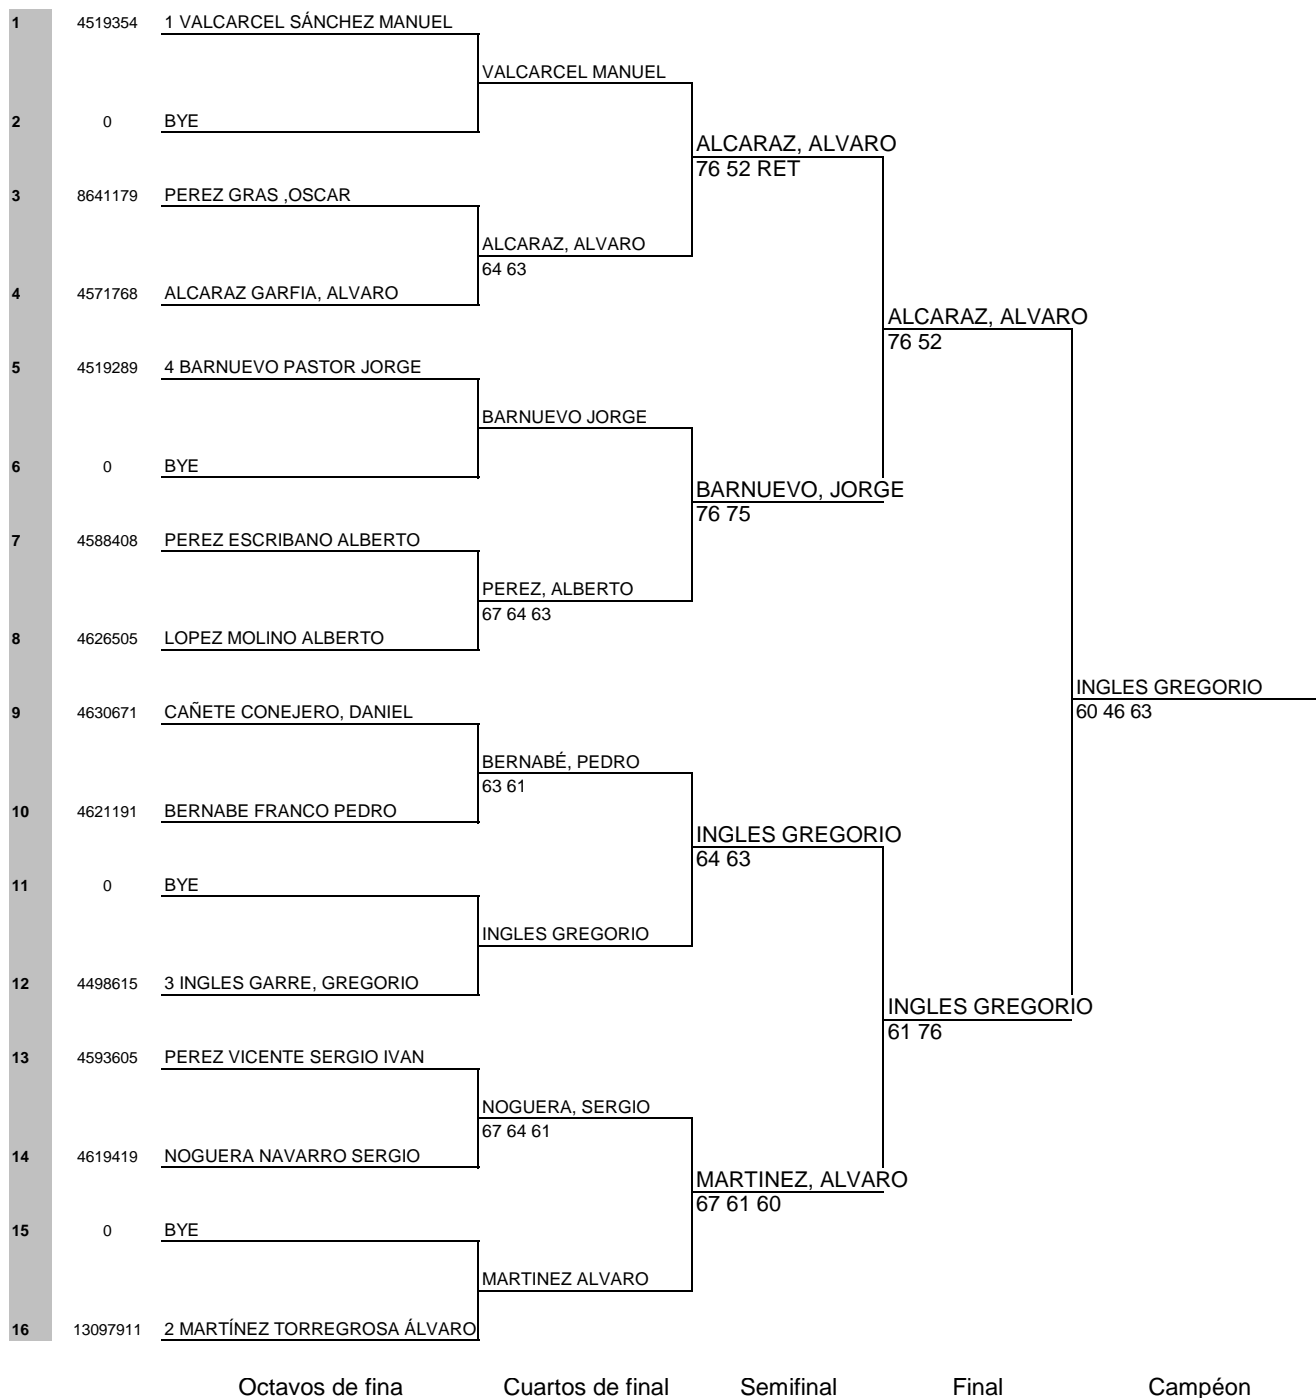 1 4519354 1 VALCARCEL SÁNCHEZ MANUEL
VALCARCEL MANUEL
2 0 BYE
ALCARAZ, ALVARO
76 52 RET
3 8641179 PEREZ GRAS ,OSCAR
ALCARAZ, ALVARO
64 63
4 4571768 ALCARAZ GARFIA, ALVARO
ALCARAZ, ALVARO
76 52
5 4519289 4 BARNUEVO PASTOR JORGE
BARNUEVO JORGE
6 0 BYE
BARNUEVO, JORGE
76 75
7 4588408 PEREZ ESCRIBANO ALBERTO
PEREZ, ALBERTO
67 64 63
8 4626505 LOPEZ MOLINO ALBERTO
INGLES GREGORIO
60 46 63
9 4630671 CAÑETE CONEJERO, DANIEL
BERNABÉ, PEDRO
63 61
10 4621191 BERNABE FRANCO PEDRO
INGLES GREGORIO
64 63
11 0 BYE
INGLES GREGORIO
12 4498615 3 INGLES GARRE, GREGORIO
INGLES GREGORIO
61 76
13 4593605 PEREZ VICENTE SERGIO IVAN
NOGUERA, SERGIO
67 64 61
14 4619419 NOGUERA NAVARRO SERGIO
MARTINEZ, ALVARO
67 61 60
15 0 BYE
MARTINEZ ALVARO
16 13097911 2 MARTÍNEZ TORREGROSA ÁLVARO
Octavos de fina Cuartos de final Semifinal Final Campéon